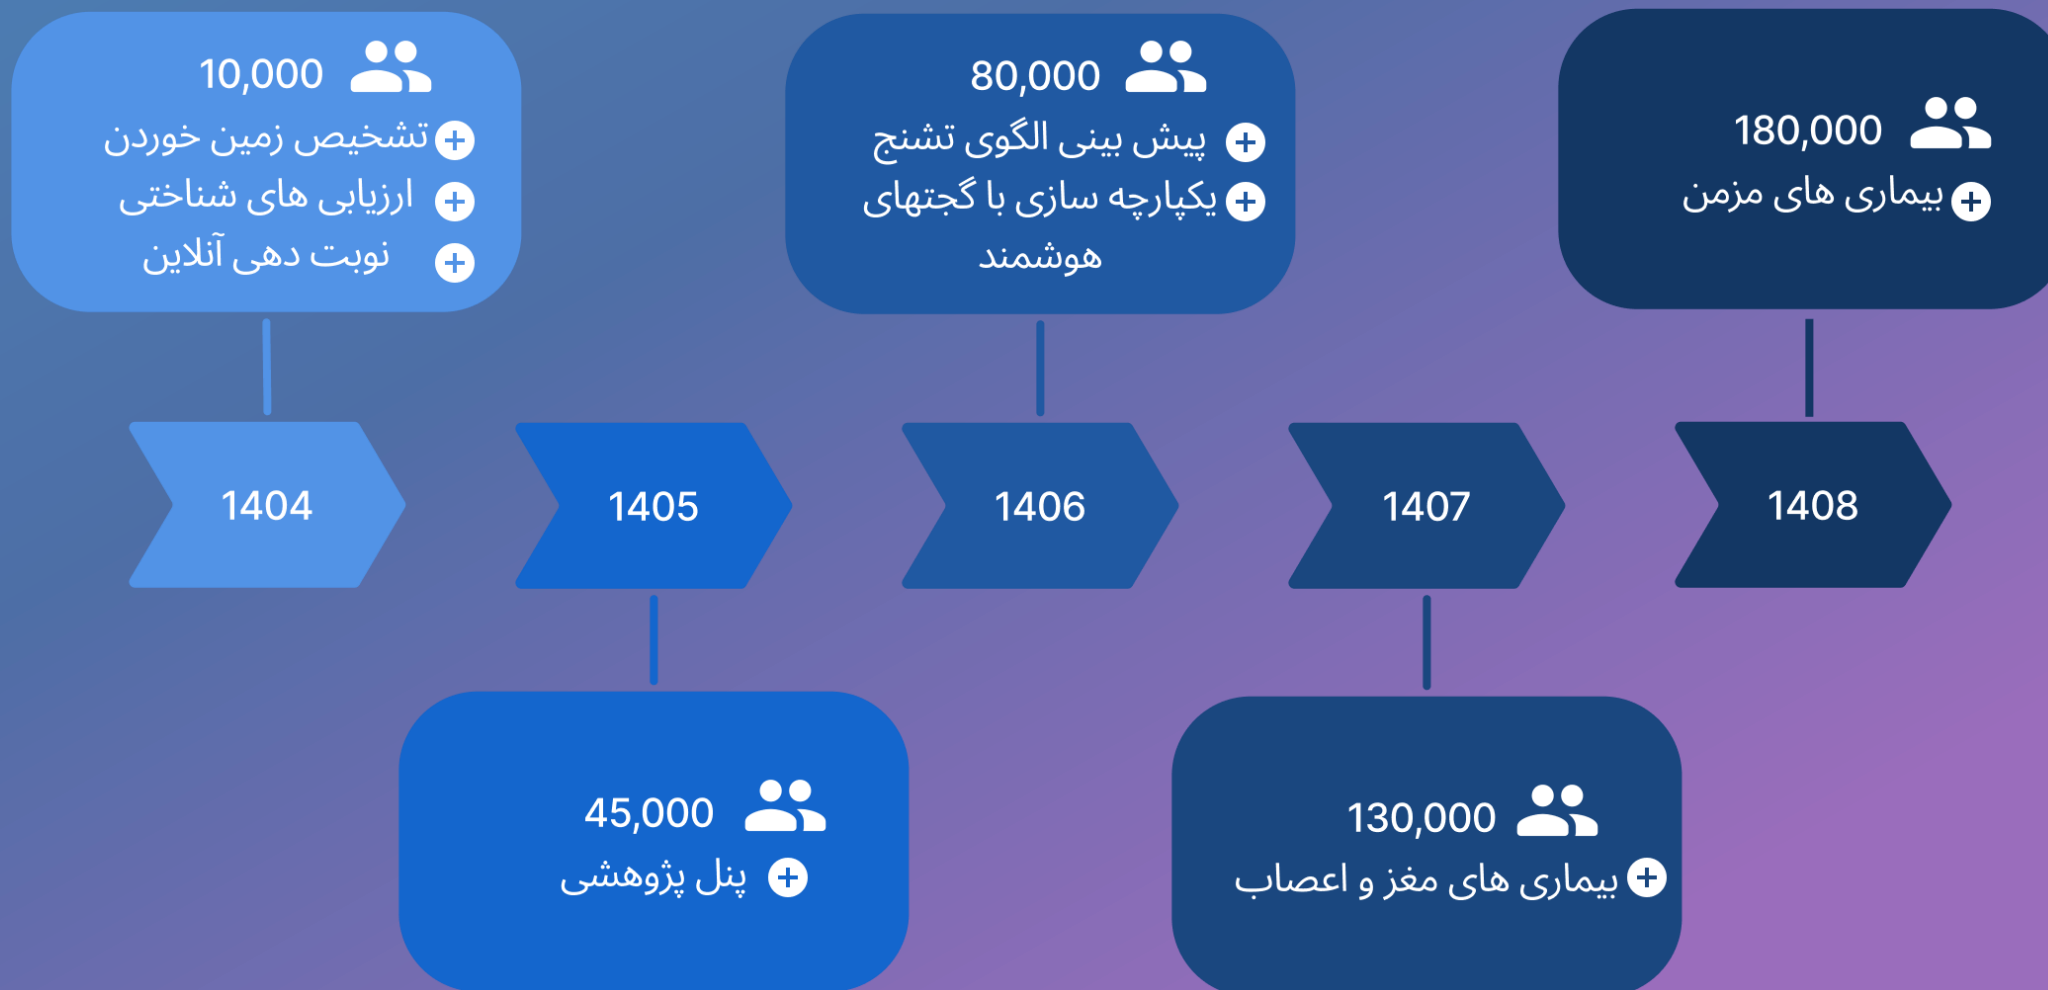 10,000
تشخیص زمین خوردن
ارزیابی های شناختی
نوبت دهی آنلاین
80,000
پیش بینی الگوی تشنج
یکپارچه سازی با گجتهای
هوشمند
180,000
بیماری های مزمن
1404
1405
1406
1407
1408
45,000
پنل پژوهشی
130,000
بیماری های مغز و اعصاب